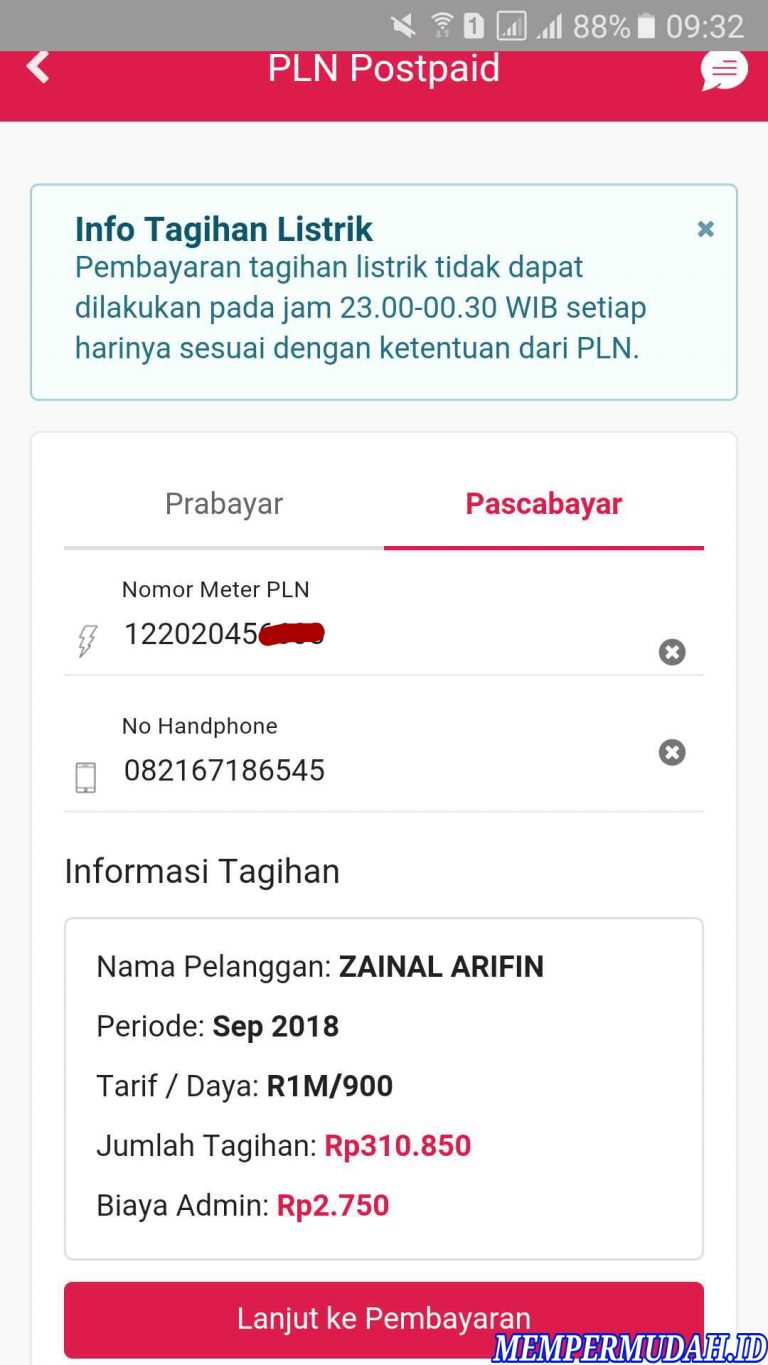 1 88% 09:32
PLN Postpaid
Info Tagihan Listrik
Pembayaran tagihan listrik tidak dapat
dilakukan pada jam 23.00-00.30 WIB setiap
harinya sesuai dengan ketentuan dari PLN.
Prabayar Pascabayar
Nomor Meter PLN
122020456
No Handphone
082167186545
Informasi Tagihan
Nama Pelanggan: ZAINAL ARIFIN
Periode: Sep 2018
Tarif / Daya: R1M/900
Jumlah Tagihan: Rp310.850
Biaya Admin: Rp2.750
Lanjut ke Pembayaran
MEMPERMUDAH.ID